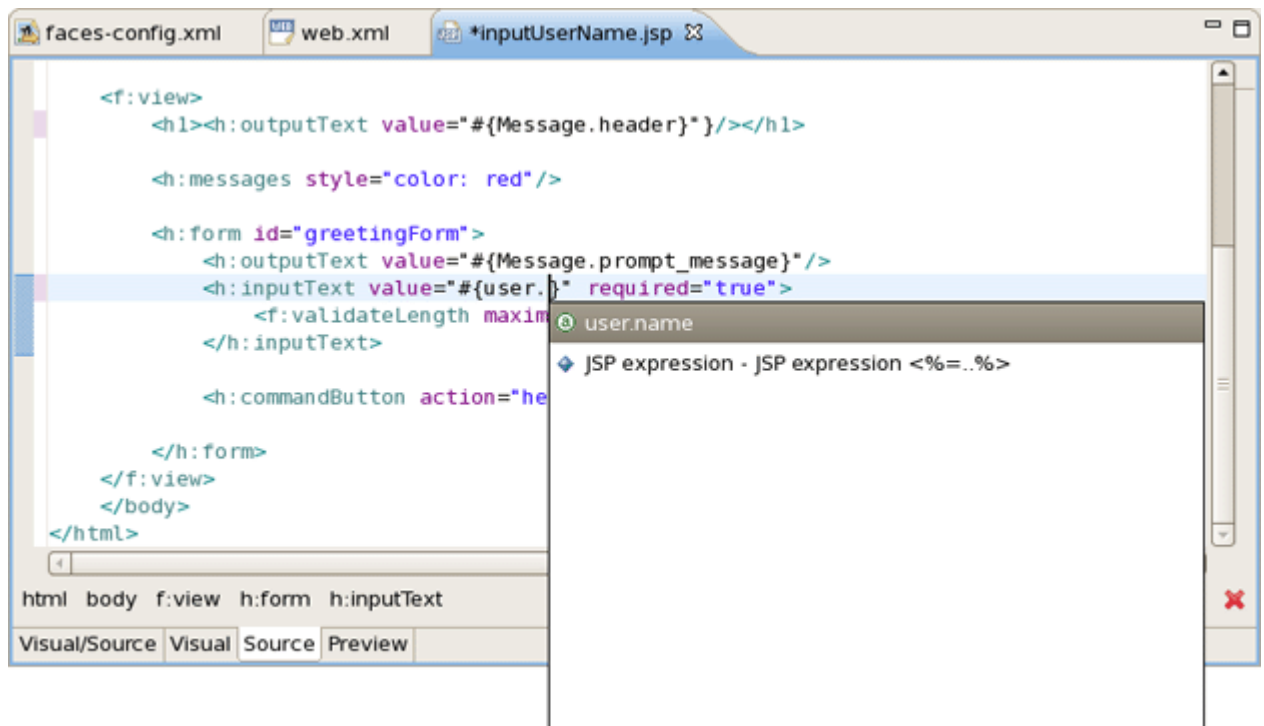 faces-config.xml web.xml *inputUserName.jsp
<f:view>
<h1><h:outputText value="#{Message.header}"}/></h1>
<h:messages style="color: red"/>
<h:form id="greetingForm">
<h:outputText value="#{Message.prompt_message}"/>
<h:inputText value="#{user.}" required="true">
<f:validateLength maxim
user.name
</h:inputText>
JSP expression - JSP expression <%=..%>
<h:commandButton action="he
</h:form>
</f:view>
</body>
</html>
html body f:view h:form h:inputText
Visual/Source Visual Source Preview